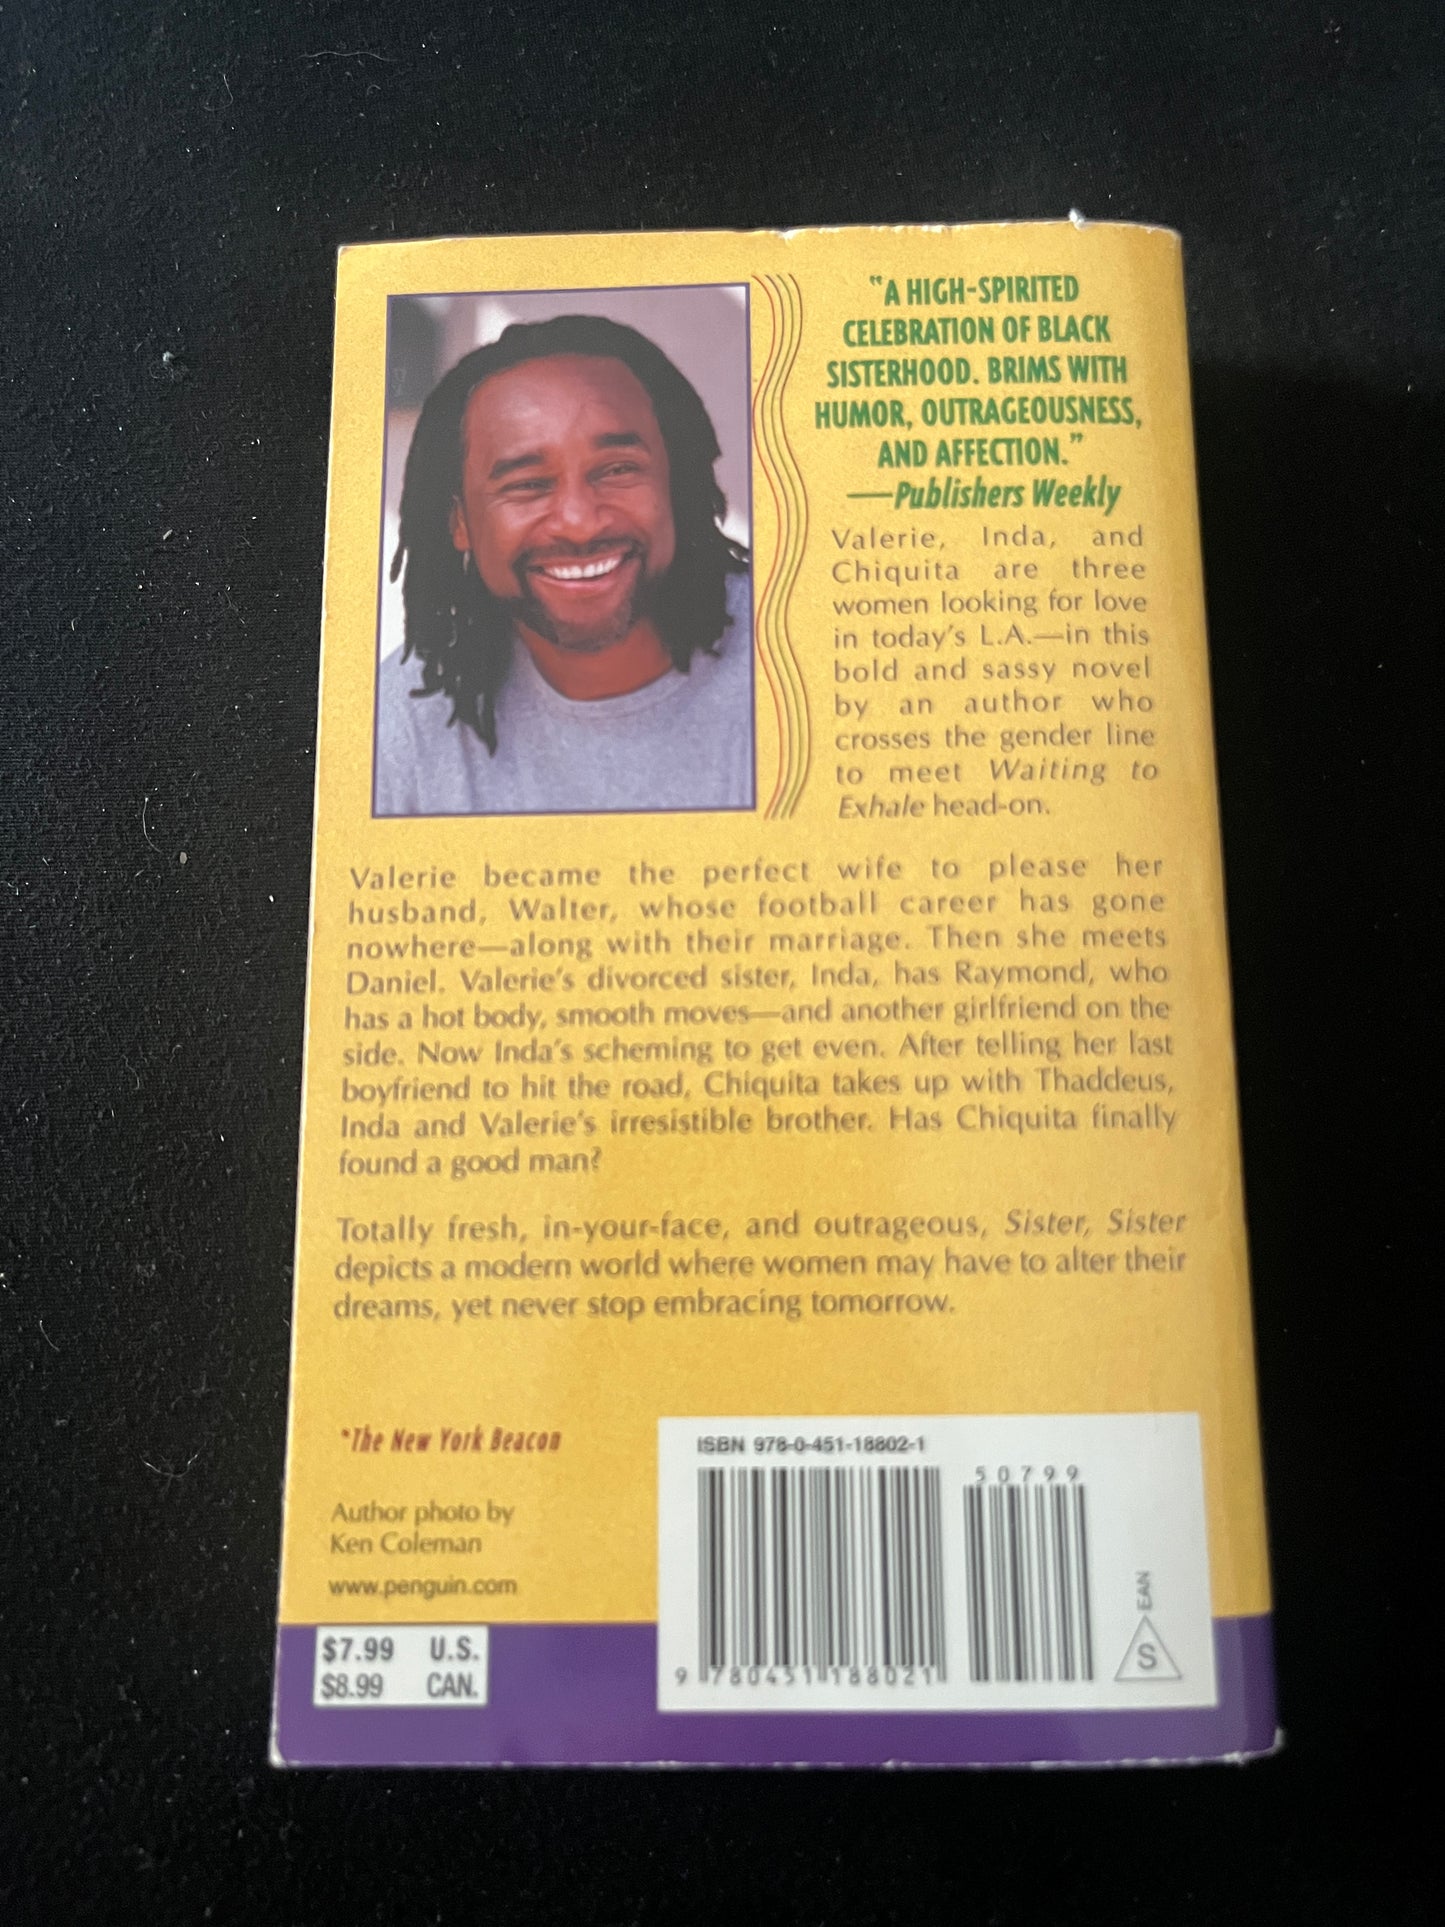 "A HIGH-SPIRITED
CELEBRATION OF BLACK
SISTERHOOD. BRIMS WITH
HUMOR, OUTRAGEOUSNESS,
AND AFFECTION."
—Publishers Weekly
Valerie, Inda, and
Chiquita are three
women looking for love
in today's L.A.—in this
bold and sassy novel
by an author who
crosses the gender line
to meet Waiting to
Exhale head-on.
Valerie became the perfect wife to please her
husband, Walter, whose football career has gone
nowhere—along with their marriage. Then she meets
Daniel. Valerie's divorced sister, Inda, has Raymond, who
has a hot body, smooth moves—and another girlfriend on the
side. Now Inda's scheming to get even. After telling her last
boyfriend to hit the road, Chiquita takes up with Thaddeus,
Inda and Valerie's irresistible brother. Has Chiquita finally
found a good man?
Totally fresh, in-your-face, and outrageous, Sister, Sister
depicts a modern world where women may have to alter their
dreams, yet never stop embracing tomorrow.
*The New York Beacon
Author photo by
Ken Coleman
www.penguin.com
$7.99 U.S.
$8.99 CAN.
ISBN 978-0-451-18802-1
50799
9 780451 188021
EAN
S